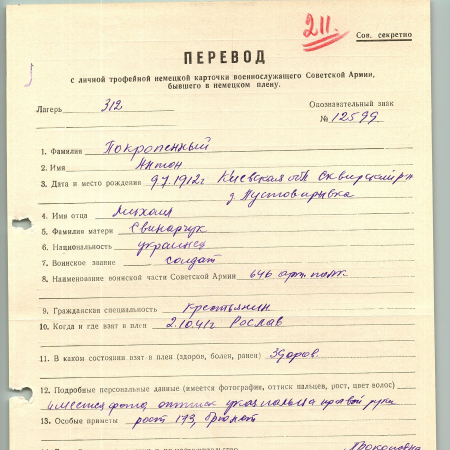 211.
Сов. секретно
ПЕРЕВОД
с личной трофейной немецкой карточки военнослужащего Советской Армии,
бывшего в немецком плену.
Лагерь 312 Опознавательный знак
№ 12599
1. Фамилия Покропенный
2. Имя Антон
3. Дата и место рождения 9.7.1912г Киевская обл Сквирский р-н
д. Пустоварывка
4. Имя отца Михаил
5. Фамилия матери Свинарчук
6. Национальность украинец
7. Воинское звание солдат
8. Наименование воинской части Советской Армии 646 арт. полк
9. Гражданская специальность Крестьянин
10. Когда и где взят в плен 2.10.41г Рослав
11. В каком состоянии взят в плен (здоров, болен, ранен) Здоров
12. Подробные персональные данные (имеется фотография, оттиск пальцев, рост, цвет волос)
имеется фото, оттиск указ пальца правой руки
13. Особые приметы рост 173,